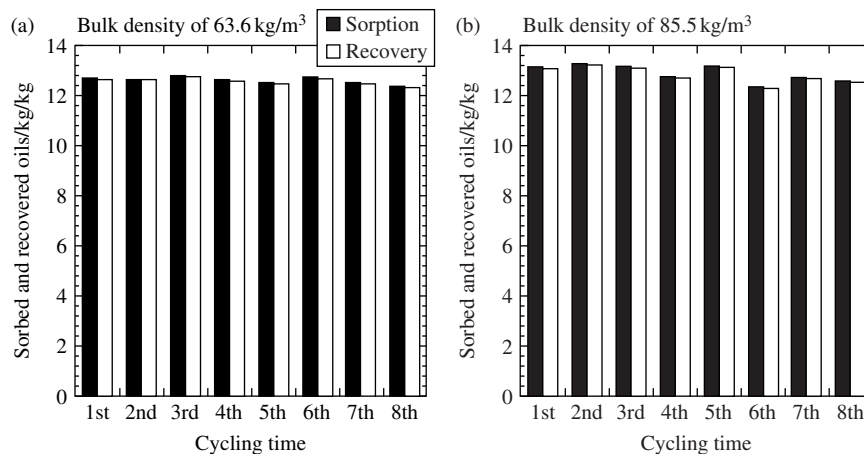 (a) Bulk density of 63.6 kg/m³
Sorption
Recovery
Sorbed and recovered oils/kg/kg
14
12
10
8
6
4
2
0
1st 2nd 3rd 4th 5th 6th 7th 8th
Cycling time
(b) Bulk density of 85.5 kg/m³
Sorbed and recovered oils/kg/kg
14
12
10
8
6
4
2
0
1st 2nd 3rd 4th 5th 6th 7th 8th
Cycling time